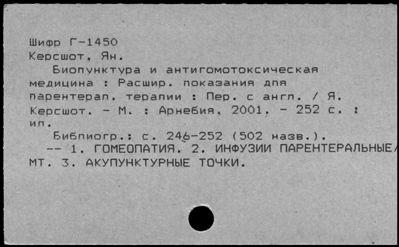 Шифр Г-1450
Керсшот, Ян.
Биопунктура и антигомотоксическая
медицина : Расшир. показания для
парентерал. терапии : Пер. с англ. / Я.
Керсшот. - М. : Арнебия, 2001. - 252 с. :
ил.
Библиогр.: с. 246-252 (502 назв.).
-- 1. ГОМЕОПАТИЯ. 2. ИНФУЗИИ ПАРЕНТЕРАЛЬНЫЕ/
МТ. 3. АКУПУНКТУРНЫЕ ТОЧКИ.